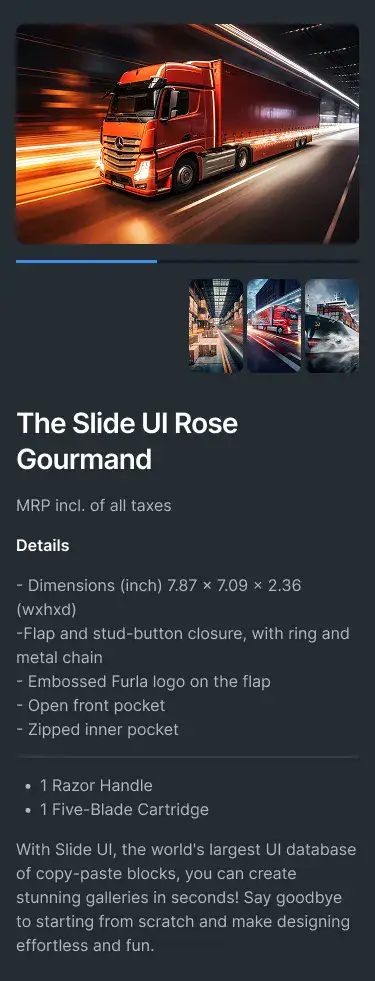 The Slide UI Rose
Gourmand
MRP incl. of all taxes
Details
- Dimensions (inch) 7.87 × 7.09 × 2.36
(wxhxd)
-Flap and stud-button closure, with ring and
metal chain
- Embossed Furla logo on the flap
- Open front pocket
- Zipped inner pocket
• 1 Razor Handle
• 1 Five-Blade Cartridge
With Slide UI, the world's largest UI database
of copy-paste blocks, you can create
stunning galleries in seconds! Say goodbye
to starting from scratch and make designing
effortless and fun.